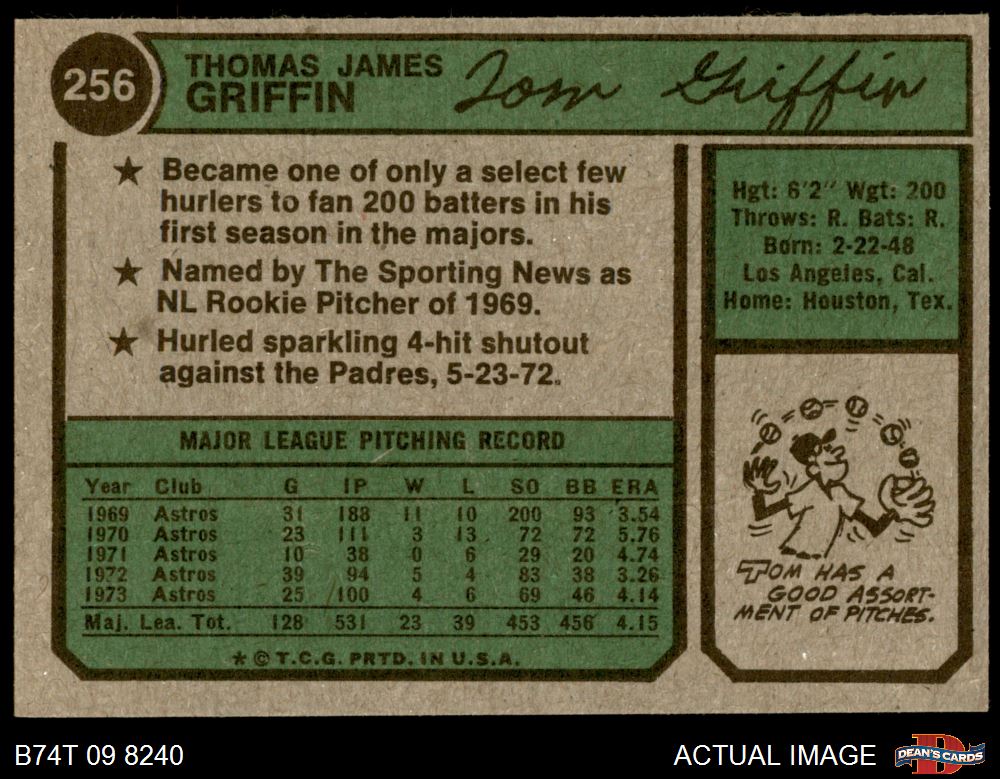 256
THOMAS JAMES
GRIFFIN
Tom Griffin
★ Became one of only a select few
hurlers to fan 200 batters in his
first season in the majors.
★ Named by The Sporting News as
NL Rookie Pitcher of 1969.
★ Hurled sparkling 4-hit shutout
against the Padres, 5-23-72.
Hgt: 6'2" Wgt: 200
Throws: R. Bats: R.
Born: 2-22-48
Los Angeles, Cal.
Home: Houston, Tex.
MAJOR LEAGUE PITCHING RECORD
Year Club G IP W L SO BB ERA
1969 Astros 31 188 11 10 200 93 3.54
1970 Astros 23 111 3 13 72 72 5.76
1971 Astros 10 38 0 6 29 20 4.74
1972 Astros 39 94 5 4 83 38 3.26
1973 Astros 25 100 4 6 69 46 4.14
Maj. Lea. Tot. 128 531 23 39 453 456 4.15
* © T.C.G. PRTD. IN U.S.A.
TOM HAS A
GOOD ASSORT-
MENT OF PITCHES.
B74T 09 8240
ACTUAL IMAGE
D
DEAN'S CARDS